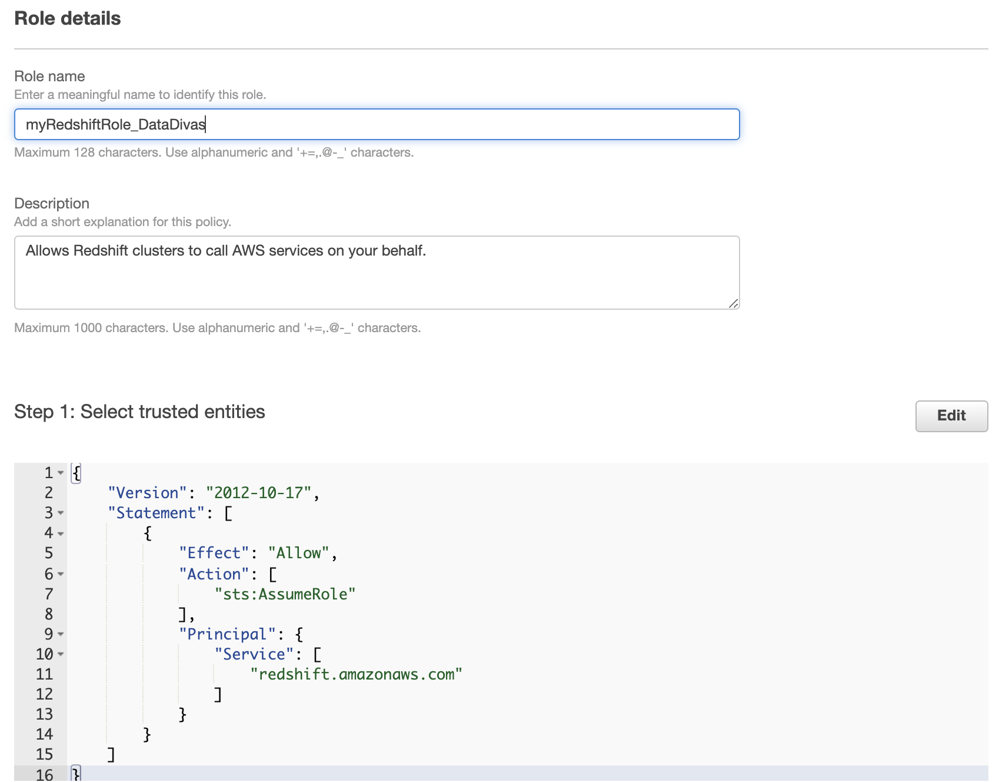 Role details
Role name
Enter a meaningful name to identify this role.
myRedshiftRole_DataDivas
Maximum 128 characters. Use alphanumeric and '+=,.@-_' characters.
Description
Add a short explanation for this policy.
Allows Redshift clusters to call AWS services on your behalf.
Maximum 1000 characters. Use alphanumeric and '+=,.@-_' characters.
Step 1: Select trusted entities
Edit
1 {
2 "Version": "2012-10-17",
3 "Statement": [
4 {
5 "Effect": "Allow",
6 "Action": [
7 "sts:AssumeRole"
8 ],
9 "Principal": {
10 "Service": [
11 "redshift.amazonaws.com"
12 ]
13 }
14 }
15 ]
16 }